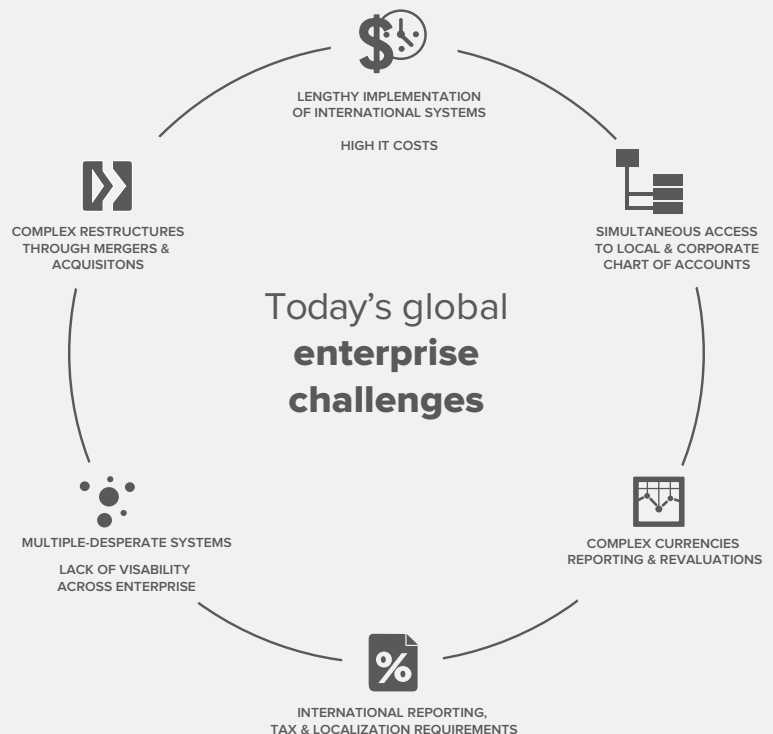 $
LENGTHY IMPLEMENTATION
OF INTERNATIONAL SYSTEMS
HIGH IT COSTS
SIMULTANEOUS ACCESS
TO LOCAL & CORPORATE
CHART OF ACCOUNTS
COMPLEX CURRENCIES
REPORTING & REVALUATIONS
%
INTERNATIONAL REPORTING,
TAX & LOCALIZATION REQUIREMENTS
MULTIPLE-DESPERATE SYSTEMS
LACK OF VISABILITY
ACROSS ENTERPRISE
COMPLEX RESTRUCTURES
THROUGH MERGERS &
ACQUISITONS
Today’s global
enterprise
challenges